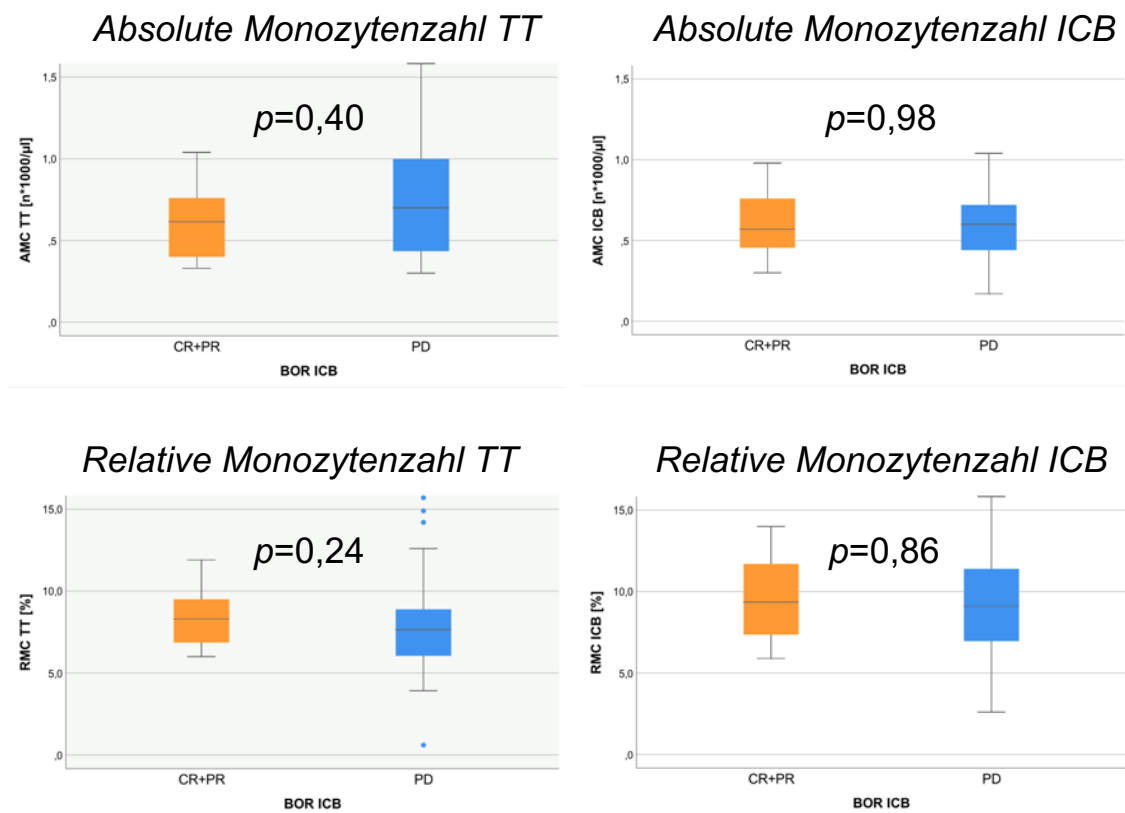 Absolute Monozytenzahl TT
1,5
1,0
,5
,0
AMC TT [n*1000/µl]
p=0,40
CR+PR
PD
BOR ICB
Absolute Monozytenzahl ICB
1,5
1,0
,5
,0
AMC ICB [n*1000/µl]
p=0,98
CR+PR
PD
BOR ICB
Relative Monozytenzahl TT
15,0
10,0
5,0
,0
RMC TT [%]
p=0,24
CR+PR
PD
BOR ICB
Relative Monozytenzahl ICB
15,0
10,0
5,0
,0
RMC ICB [%]
p=0,86
CR+PR
PD
BOR ICB